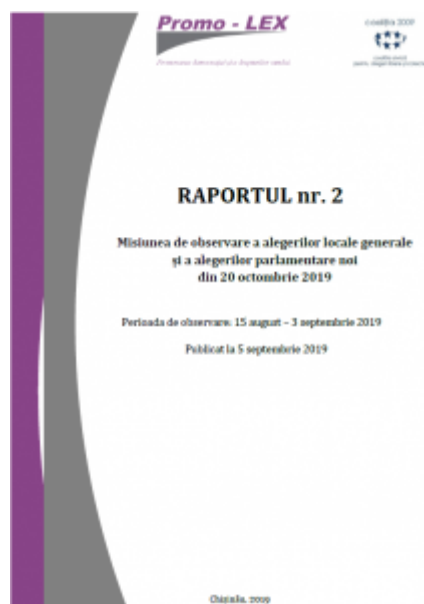 Promo - LEX
RAPORTUL nr. 2
Misiunea de observare a alegerilor locale generale
și a alegerilor parlamentare noi
din 20 octombrie 2019
Perioada de observare: 15 august – 3 septembrie 2019
Publicat la 5 septembrie 2019
Chișinău, 2019